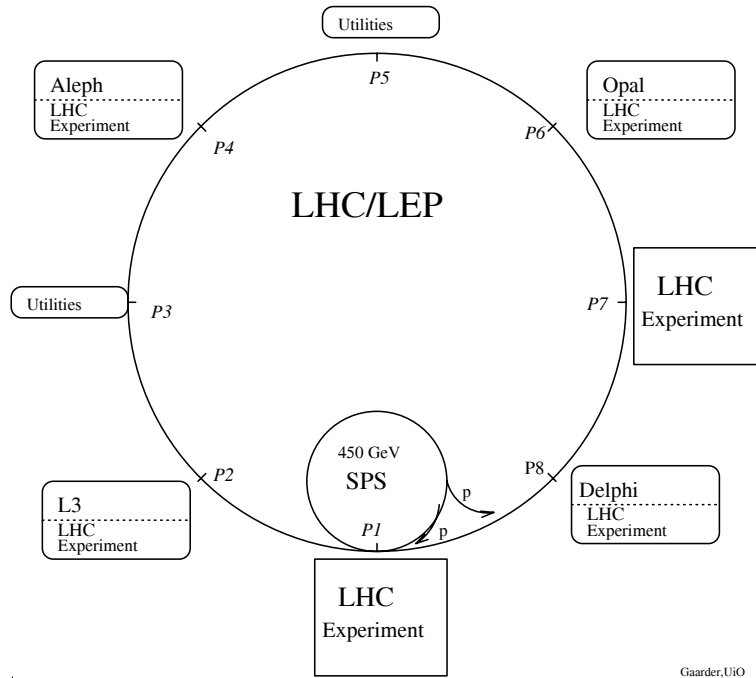 Utilities
P5
Aleph
LHC
Experiment
P4
Opal
LHC
Experiment
P6
LHC/LEP
Utilities
P3
P7
LHC
Experiment
450 GeV
SPS
P1
p
p
P2
P8
L3
LHC
Experiment
Delphi
LHC
Experiment
LHC
Experiment
Gaarder,UiO